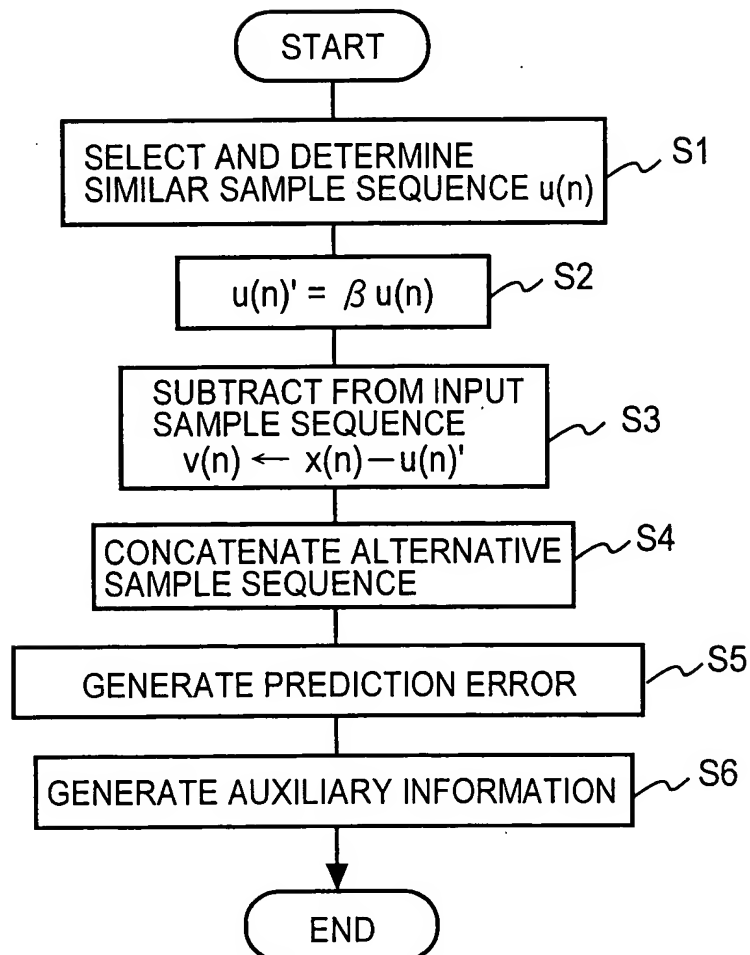 START
SELECT AND DETERMINE
SIMILAR SAMPLE SEQUENCE u(n)
S1
u(n)' = β u(n)
S2
SUBTRACT FROM INPUT
SAMPLE SEQUENCE
v(n) ← x(n) − u(n)'
S3
CONCATENATE ALTERNATIVE
SAMPLE SEQUENCE
S4
GENERATE PREDICTION ERROR
S5
GENERATE AUXILIARY INFORMATION
S6
END